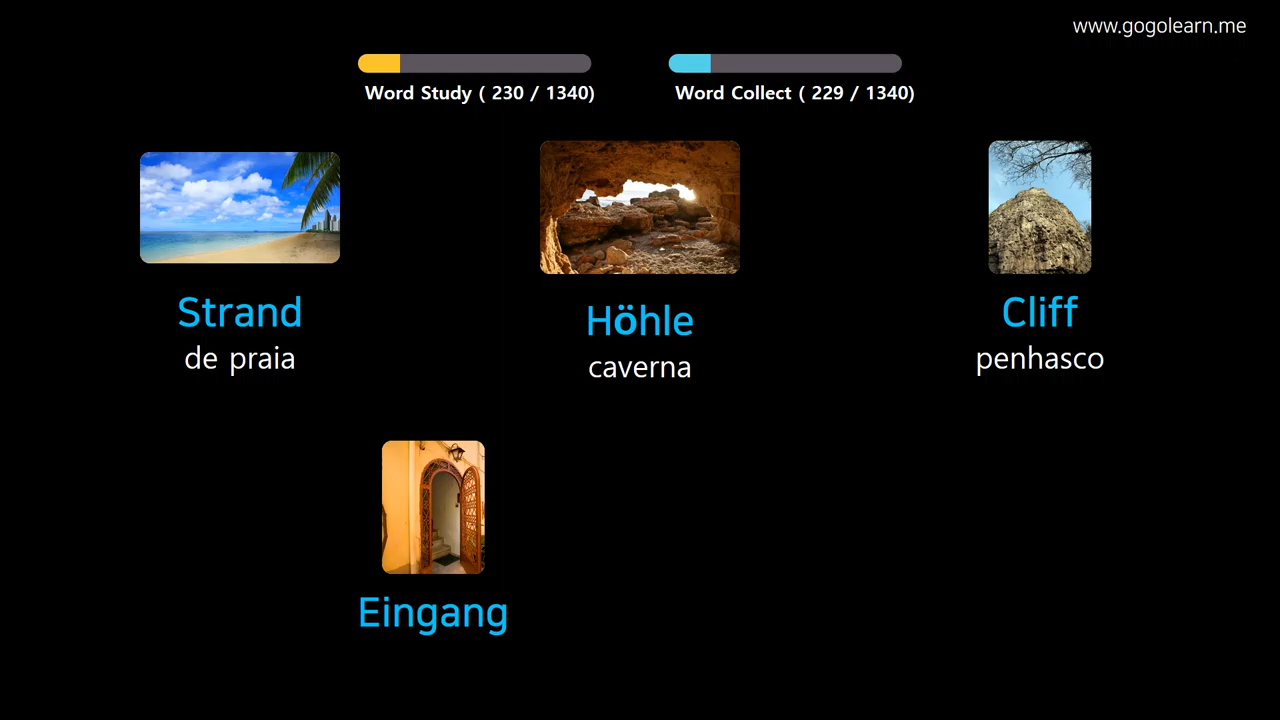 www.gogolearn.me
Word Study ( 230 / 1340)
Word Collect ( 229 / 1340)
Strand
de praia
Höhle
caverna
Cliff
penhasco
Eingang